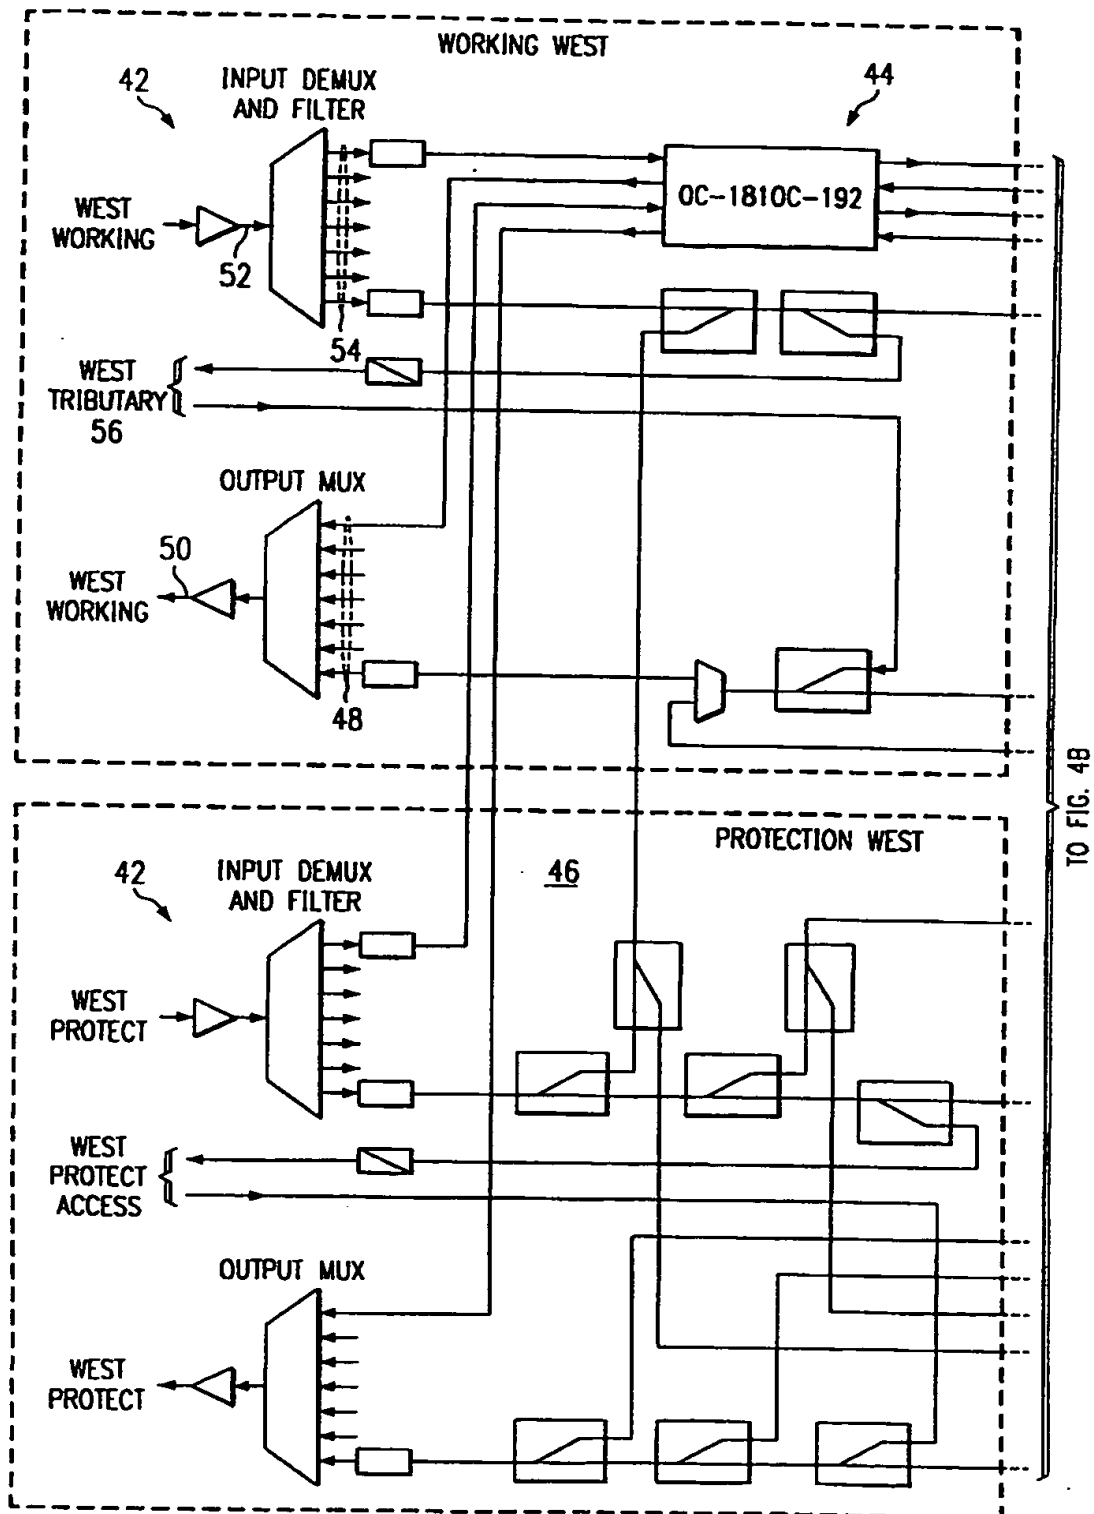 WORKING WEST
42
INPUT DEMUX
AND FILTER
44
WEST
WORKING
52
OC-1810C-192
54
WEST
TRIBUTARY
56
OUTPUT MUX
50
WEST
WORKING
48
TO FIG. 4B
PROTECTION WEST
42
INPUT DEMUX
AND FILTER
46
WEST
PROTECT
WEST
PROTECT
ACCESS
OUTPUT MUX
WEST
PROTECT